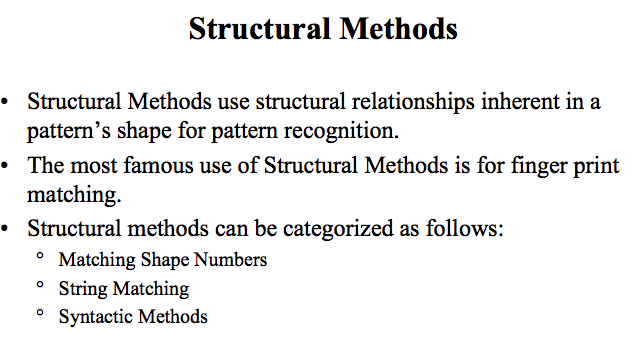 Structural Methods
• Structural Methods use structural relationships inherent in a
pattern’s shape for pattern recognition.
• The most famous use of Structural Methods is for finger print
matching.
• Structural methods can be categorized as follows:
° Matching Shape Numbers
° String Matching
° Syntactic Methods